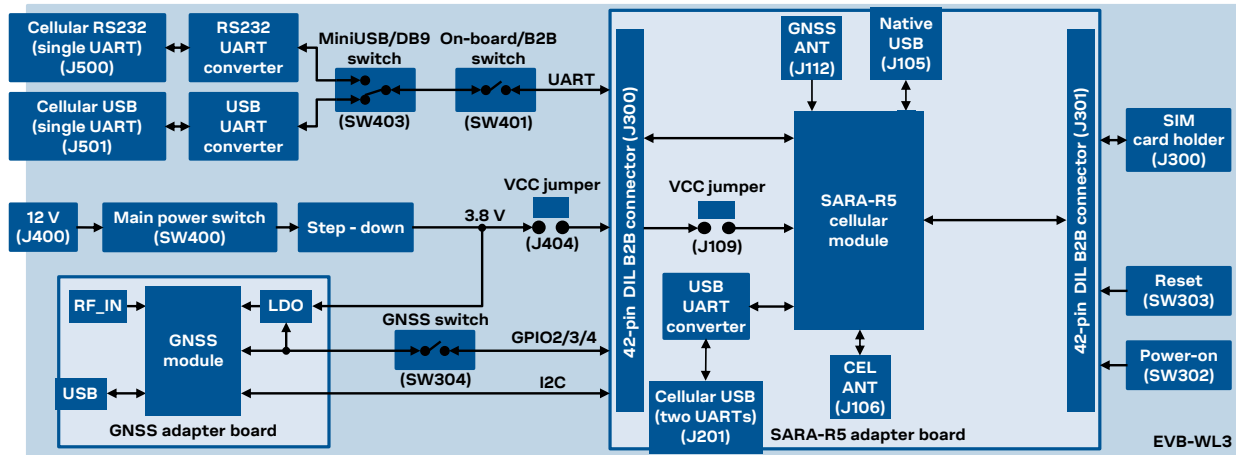 Cellular RS232
(single UART)
(J500)
RS232
UART
converter
MiniUSB/DB9
switch
(SW403)
On-board/B2B
switch
(SW401)
UART
Cellular USB
(single UART)
(J501)
USB
UART
converter
12 V
(J400)
Main power switch
(SW400)
Step - down
3.8 V
VCC jumper
(J404)
RF_IN
GNSS
module
LDO
USB
GNSS adapter board
GNSS switch
(SW304)
GPIO2/3/4
I2C
42-pin DIL B2B connector (J300)
GNSS
ANT
(J112)
Native
USB
(J105)
VCC jumper
(J109)
SARA-R5
cellular
module
USB
UART
converter
Cellular USB
(two UARTs)
(J201)
CEL
ANT
(J106)
SARA-R5 adapter board
42-pin DIL B2B connector (J301)
SIM
card holder
(J300)
Reset
(SW303)
Power-on
(SW302)
EVB-WL3